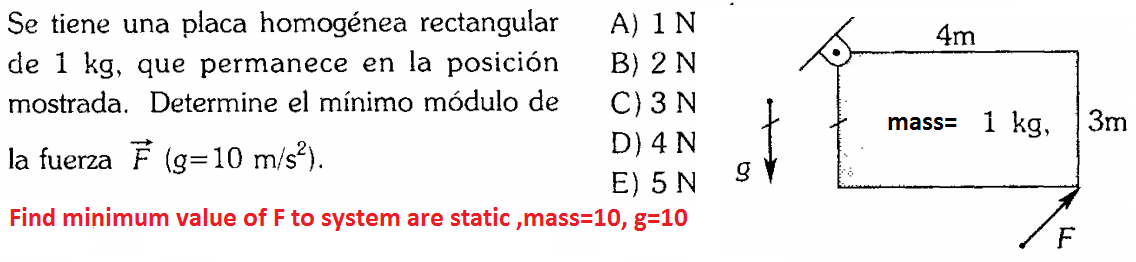 Se tiene una placa homogénea rectangular
de 1 kg, que permanece en la posición
mostrada. Determine el mínimo módulo de
la fuerza F⃗ (g=10 m/s²).
Find minimum value of F to system are static ,mass=10, g=10
A) 1 N
B) 2 N
C) 3 N
D) 4 N
E) 5 N
4m
mass= 1 kg,
3m
g
F